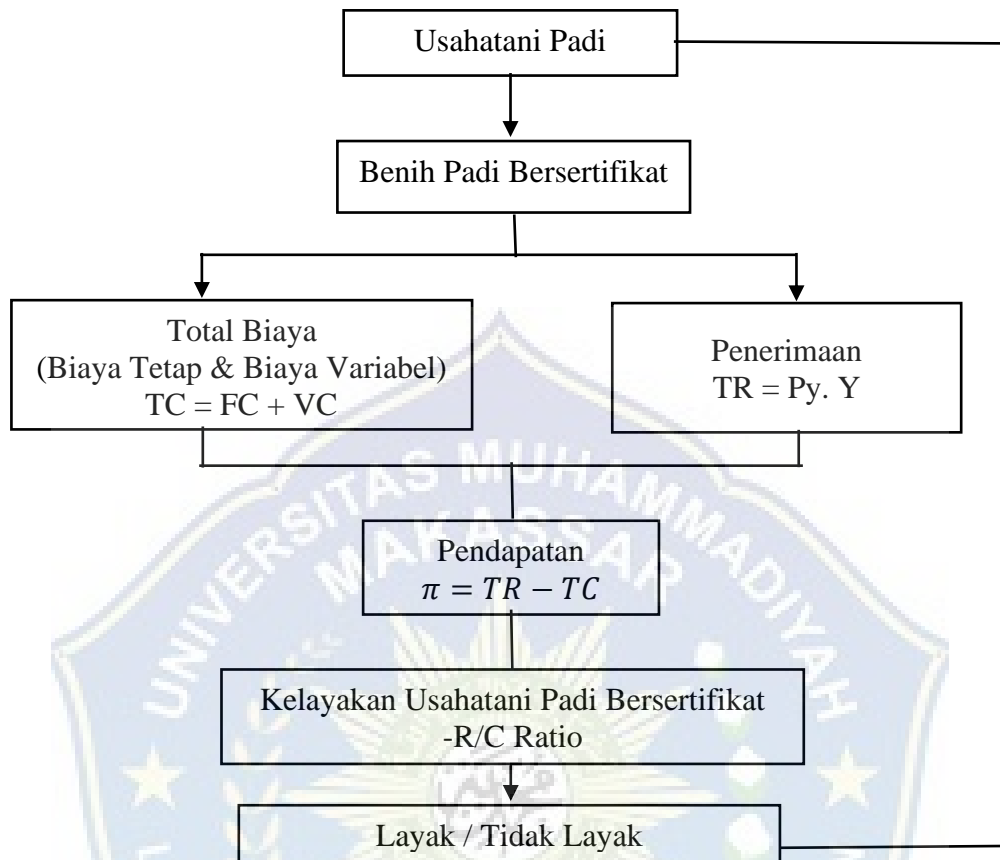 Usahatani Padi
Benih Padi Bersertifikat
Total Biaya
(Biaya Tetap & Biaya Variabel)
TC = FC + VC
Penerimaan
TR = Py. Y
Pendapatan
π = TR − TC
Kelayakan Usahatani Padi Bersertifikat
-R/C Ratio
Layak / Tidak Layak
UNIVERSITAS MUHAMMADIYAH
MAKASSAR